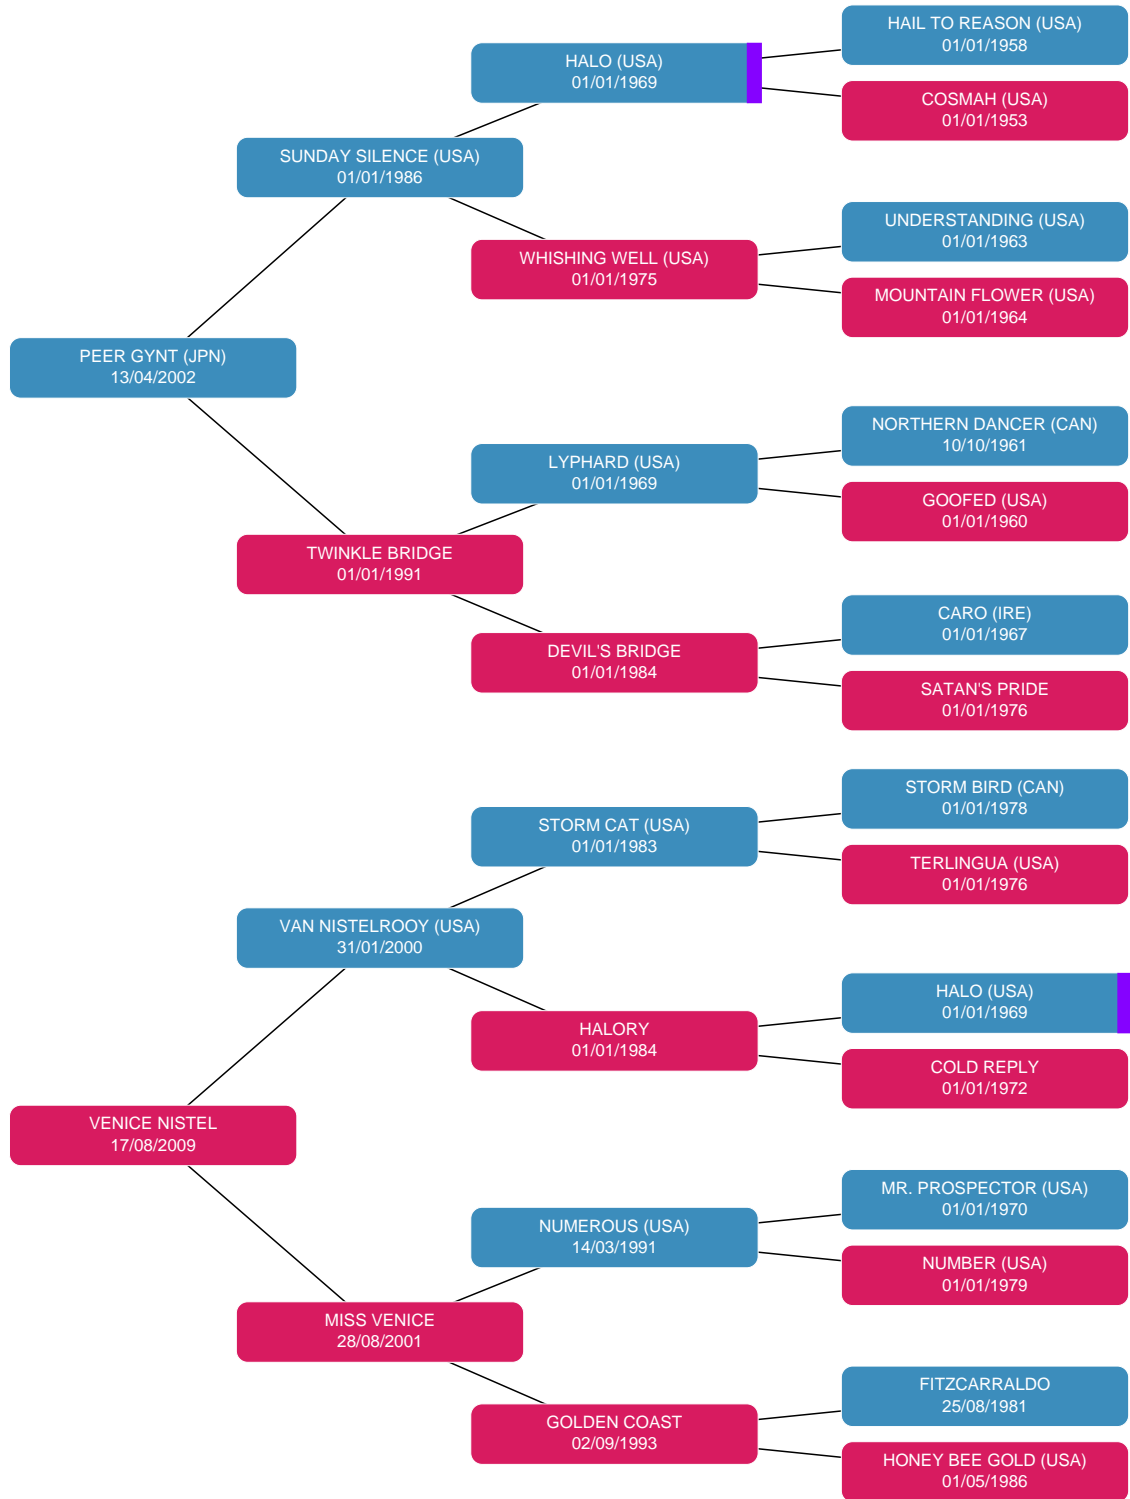 HAIL TO REASON (USA)
01/01/1958
HALO (USA)
01/01/1969
COSMAH (USA)
01/01/1953
SUNDAY SILENCE (USA)
01/01/1986
UNDERSTANDING (USA)
01/01/1963
WHISHING WELL (USA)
01/01/1975
MOUNTAIN FLOWER (USA)
01/01/1964
PEER GYNT (JPN)
13/04/2002
NORTHERN DANCER (CAN)
10/10/1961
LYPHARD (USA)
01/01/1969
GOOFED (USA)
01/01/1960
TWINKLE BRIDGE
01/01/1991
CARO (IRE)
01/01/1967
DEVIL'S BRIDGE
01/01/1984
SATAN'S PRIDE
01/01/1976
STORM BIRD (CAN)
01/01/1978
STORM CAT (USA)
01/01/1983
TERLINGUA (USA)
01/01/1976
VAN NISTELROOY (USA)
31/01/2000
HALO (USA)
01/01/1969
HALORY
01/01/1984
COLD REPLY
01/01/1972
VENICE NISTEL
17/08/2009
MR. PROSPECTOR (USA)
01/01/1970
NUMEROUS (USA)
14/03/1991
NUMBER (USA)
01/01/1979
MISS VENICE
28/08/2001
FITZCARRALDO
25/08/1981
GOLDEN COAST
02/09/1993
HONEY BEE GOLD (USA)
01/05/1986